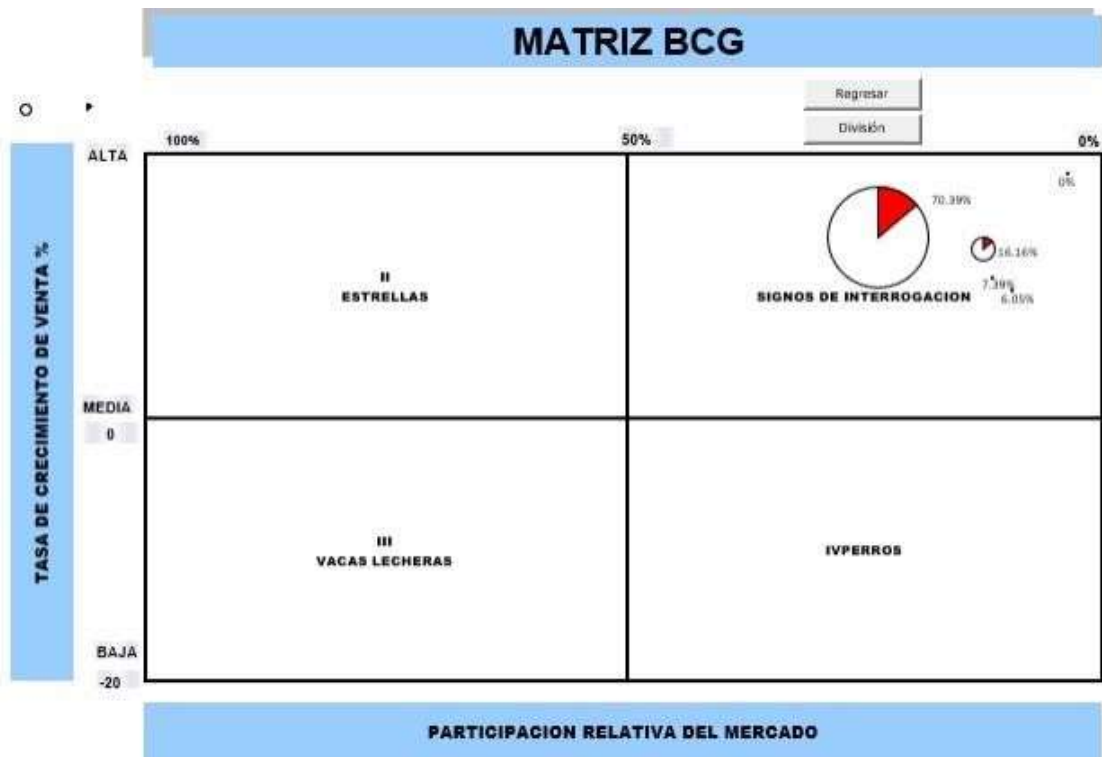 MATRIZ BCG
Regresar
División
100%
50%
0%
ALTA
0%
70.39%
16.16%
7.39%
6.05%
II
ESTRELLAS
SIGNOS DE INTERROGACION
TASA DE CRECIMIENTO DE VENTA %
MEDIA
0
III
VACAS LECHERAS
IVPERROS
BAJA
-20
PARTICIPACION RELATIVA DEL MERCADO